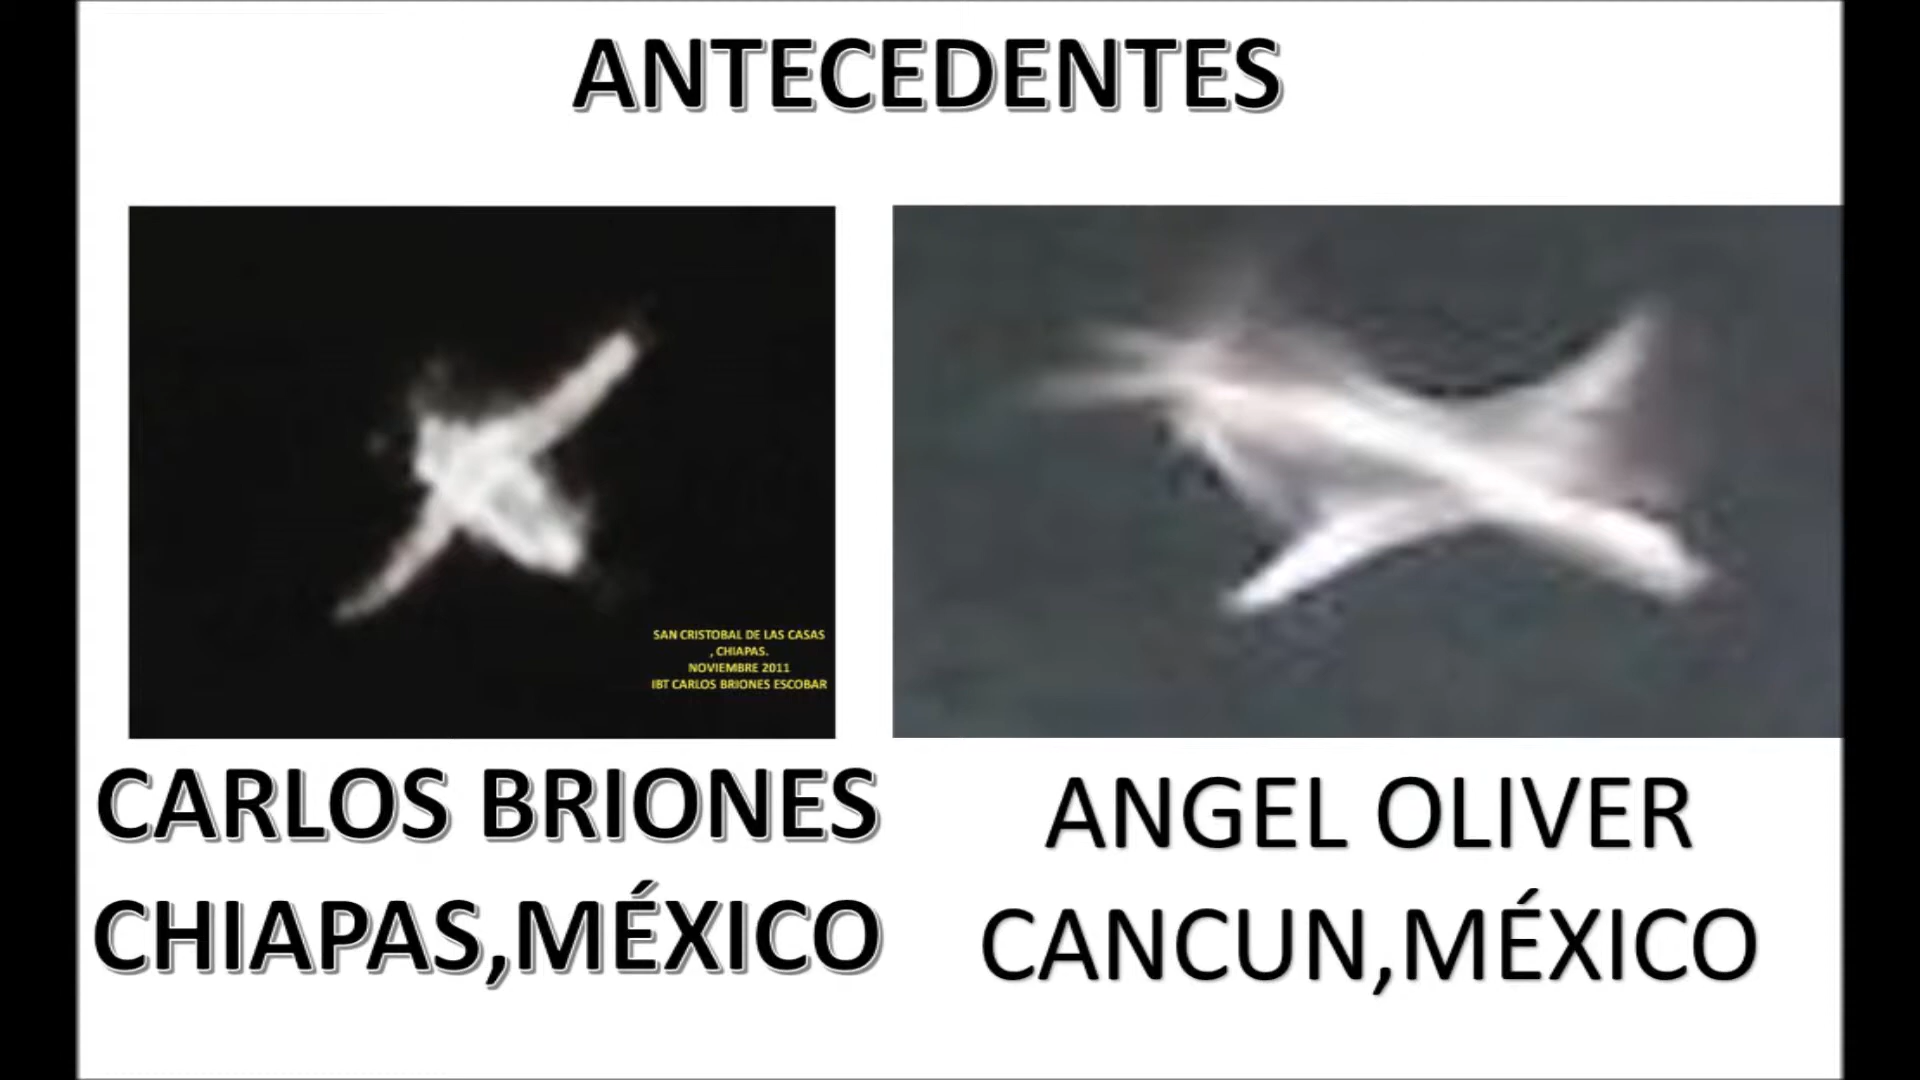 ANTECEDENTES
SAN CRISTOBAL DE LAS CASAS
, CHIAPAS.
NOVIEMBRE 2011
IBT CARLOS BRIONES ESCOBAR
CARLOS BRIONES
CHIAPAS,MÉXICO
ANGEL OLIVER
CANCUN,MÉXICO